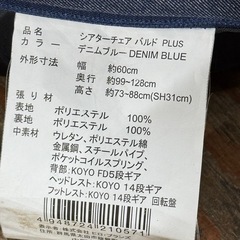 品名 シアターチェア バルド PLUS
カラー デニムブルー DENIM BLUE
外形寸法 幅 約60cm
奥行 約99~128cm
高さ 約73~88cm(SH31cm)
張り材
表地 ポリエステル 100%
裏地 ポリエステル 100%
中素材 ウレタン、ポリエステル綿
金属鋼、スチールパイプ、
ポケットコイルスプリング、
背部:KOYO FD5段ギア
ヘッドレスト:KOYO 14段ギア
フットレスト:KOYO 14段ギア 回転盤
4 948724 210571